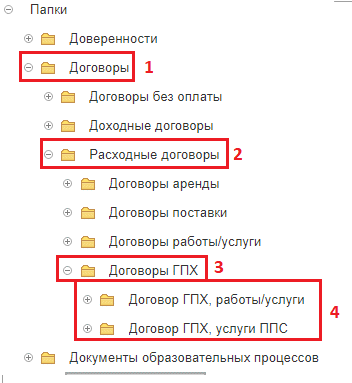 Папки
Доверенности
Договоры 1
Договоры без оплаты
Доходные договоры
Расходные договоры 2
Договоры аренды
Договоры поставки
Договоры работы/услуги
Договоры ГПХ 3
Договор ГПХ, работы/услуги
4
Договор ГПХ, услуги ППС
Документы образовательных процессов